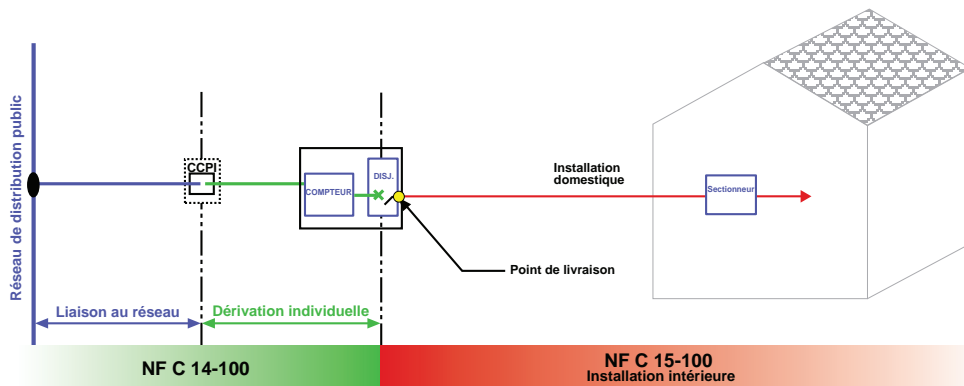 Réseau de distribution public
CCPI
COMPTEUR
DISJ.
Installation
domestique
Sectionneur
Point de livraison
Liaison au réseau
Dérivation individuelle
NF C 14-100
NF C 15-100
Installation intérieure